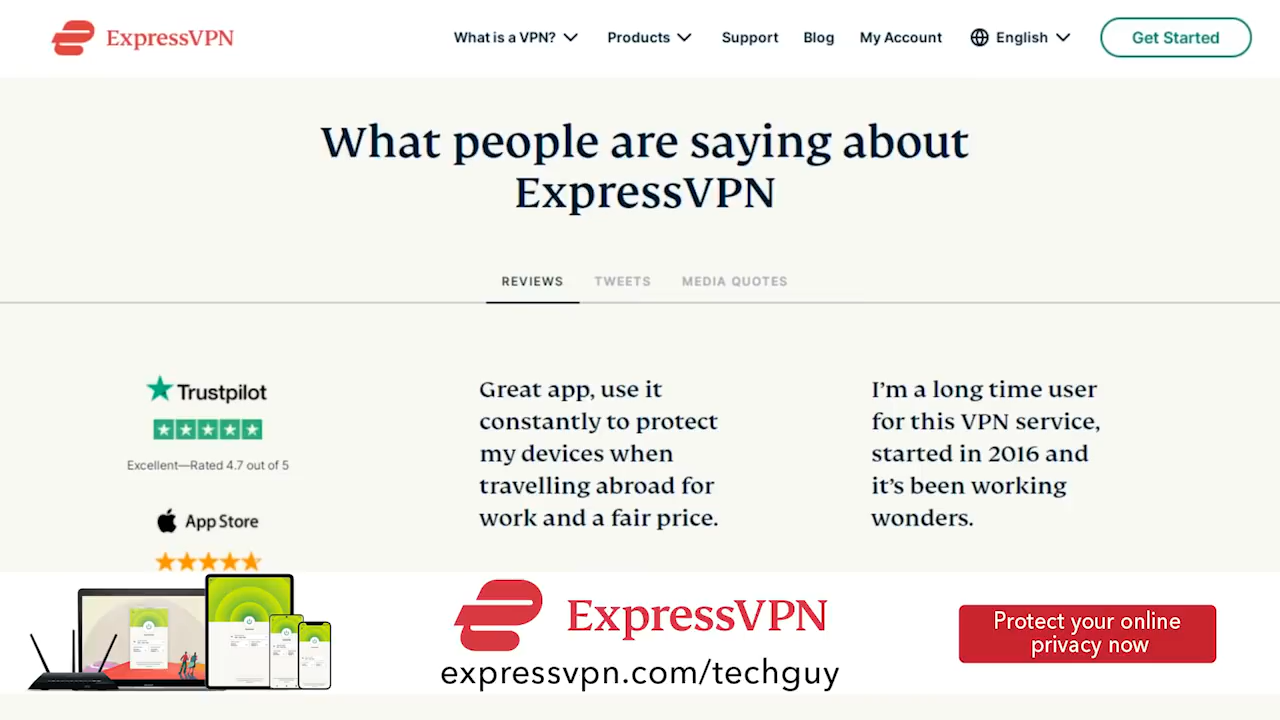 ExpressVPN
What is a VPN?
Products
Support
Blog
My Account
English
Get Started
What people are saying about
ExpressVPN
REVIEWS
TWEETS
MEDIA QUOTES
Trustpilot
Excellent—Rated 4.7 out of 5
App Store
Great app, use it
constantly to protect
my devices when
travelling abroad for
work and a fair price.
I’m a long time user
for this VPN service,
started in 2016 and
it’s been working
wonders.
ExpressVPN
expressvpn.com/techguy
Protect your online
privacy now